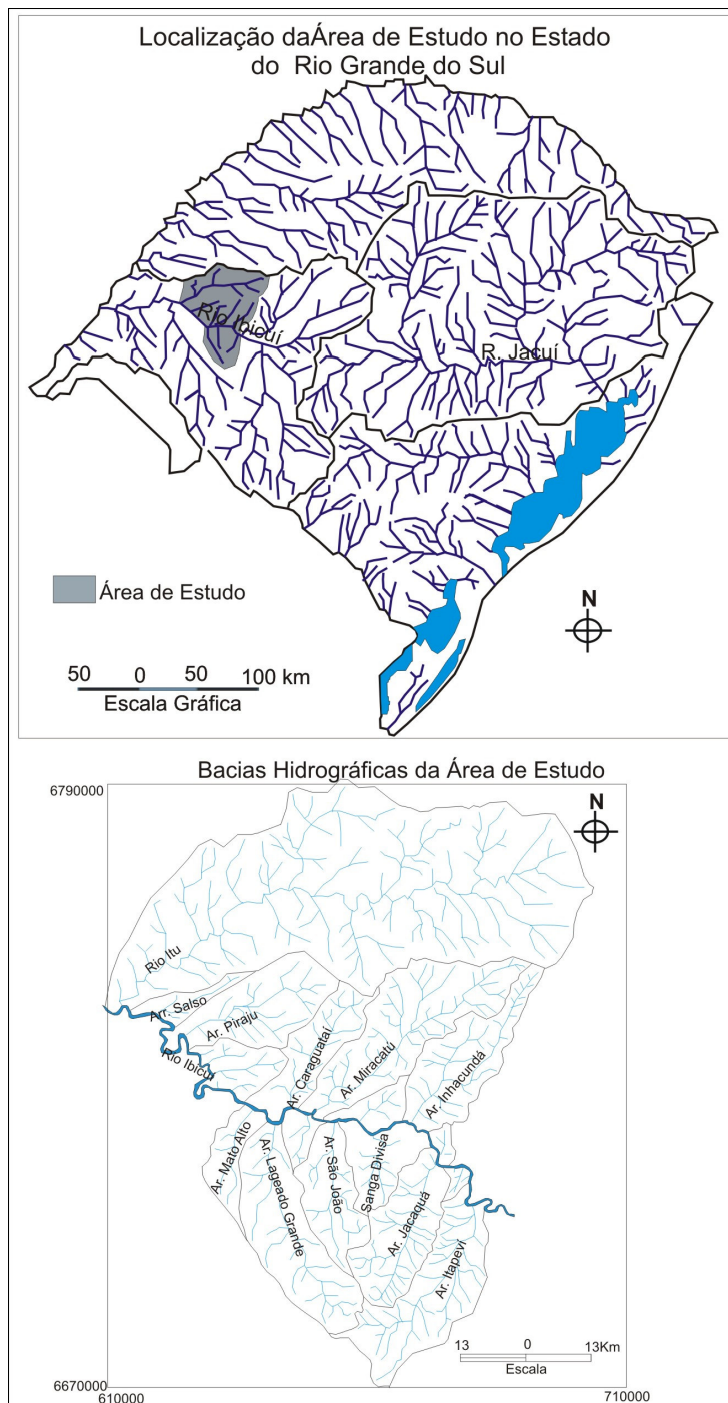 Localização daÁrea de Estudo no Estado
do Rio Grande do Sul
Rio Ibicuí
R. Jacuí
Área de Estudo
N
50 0 50 100 km
Escala Gráfica
Bacias Hidrográficas da Área de Estudo
6790000
N
Rio Itu
Arr. Salso
Ar. Piraju
Rio Ibicuí
Ar. Caraguataí
Ar. Miracatú
Ar. Inhacundá
Ar. Mato Alto
Ar. Lageado Grande
Ar. São João
Sanga Divisa
Ar. Jacaquá
Ar. Itapeví
13 0 13Km
Escala
6670000
610000 710000